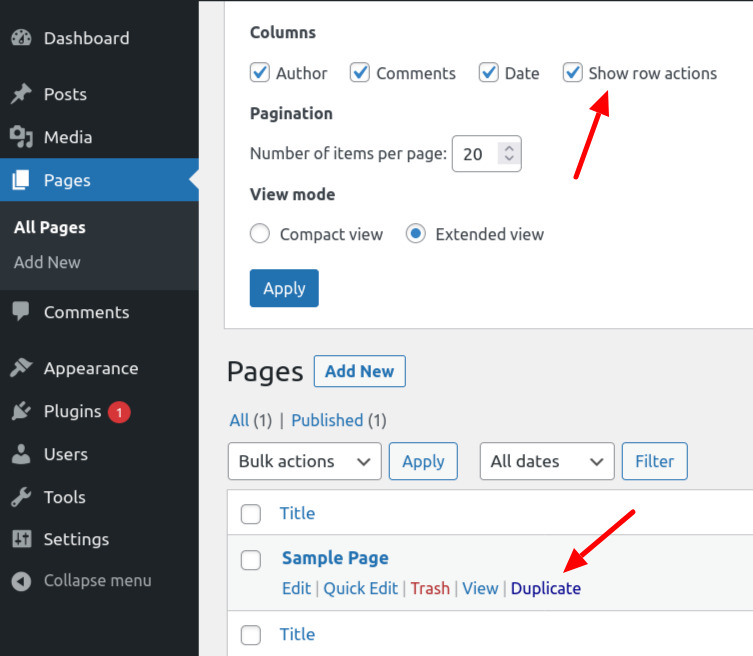 Dashboard
Posts
Media
Pages
All Pages
Add New
Comments
Appearance
Plugins 1
Users
Tools
Settings
Collapse menu
Columns
Author Comments Date Show row actions
Pagination
Number of items per page: 20
View mode
Compact view Extended view
Apply
Pages Add New
All (1) | Published (1)
Bulk actions Apply All dates Filter
Title
Sample Page
Edit | Quick Edit | Trash | View | Duplicate
Title